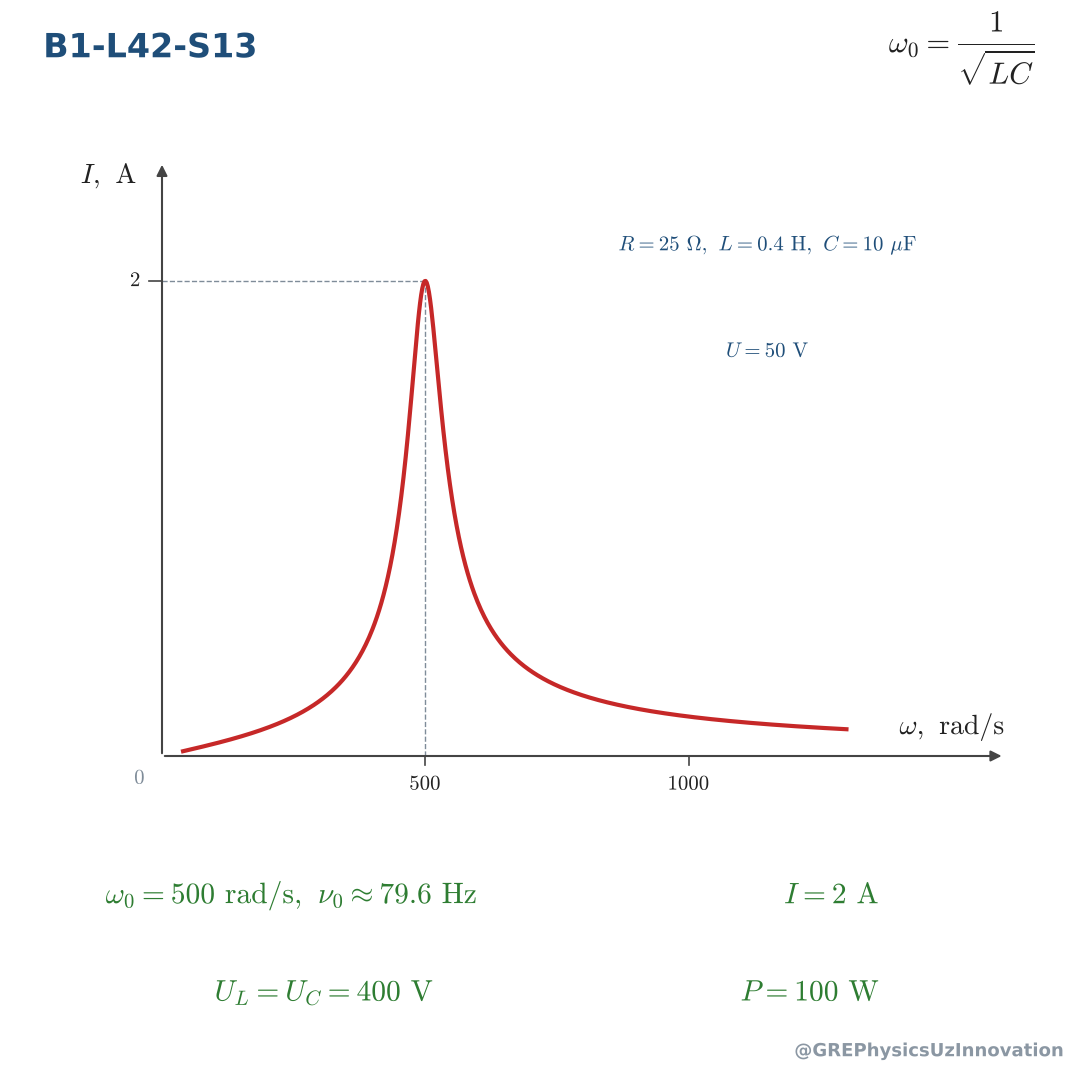 B1-L42-S13
ω₀ = 1/√LC
I, A
R = 25 Ω, L = 0.4 H, C = 10 μF
2
U = 50 V
ω, rad/s
0
500
1000
ω₀ = 500 rad/s, ν₀ ≈ 79.6 Hz
I = 2 A
U_L = U_C = 400 V
P = 100 W
@GREPhysicsUzInnovation